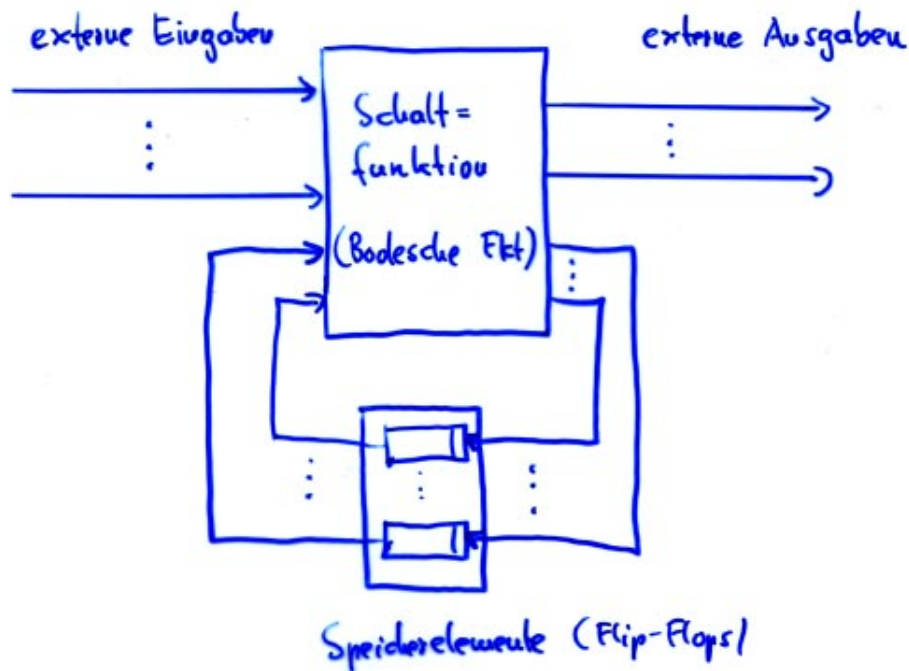 externe Eingaben
externe Ausgaben
Schalt=
funktion
(Boolesche Fkt)
Speicherelemente (Flip-Flops)